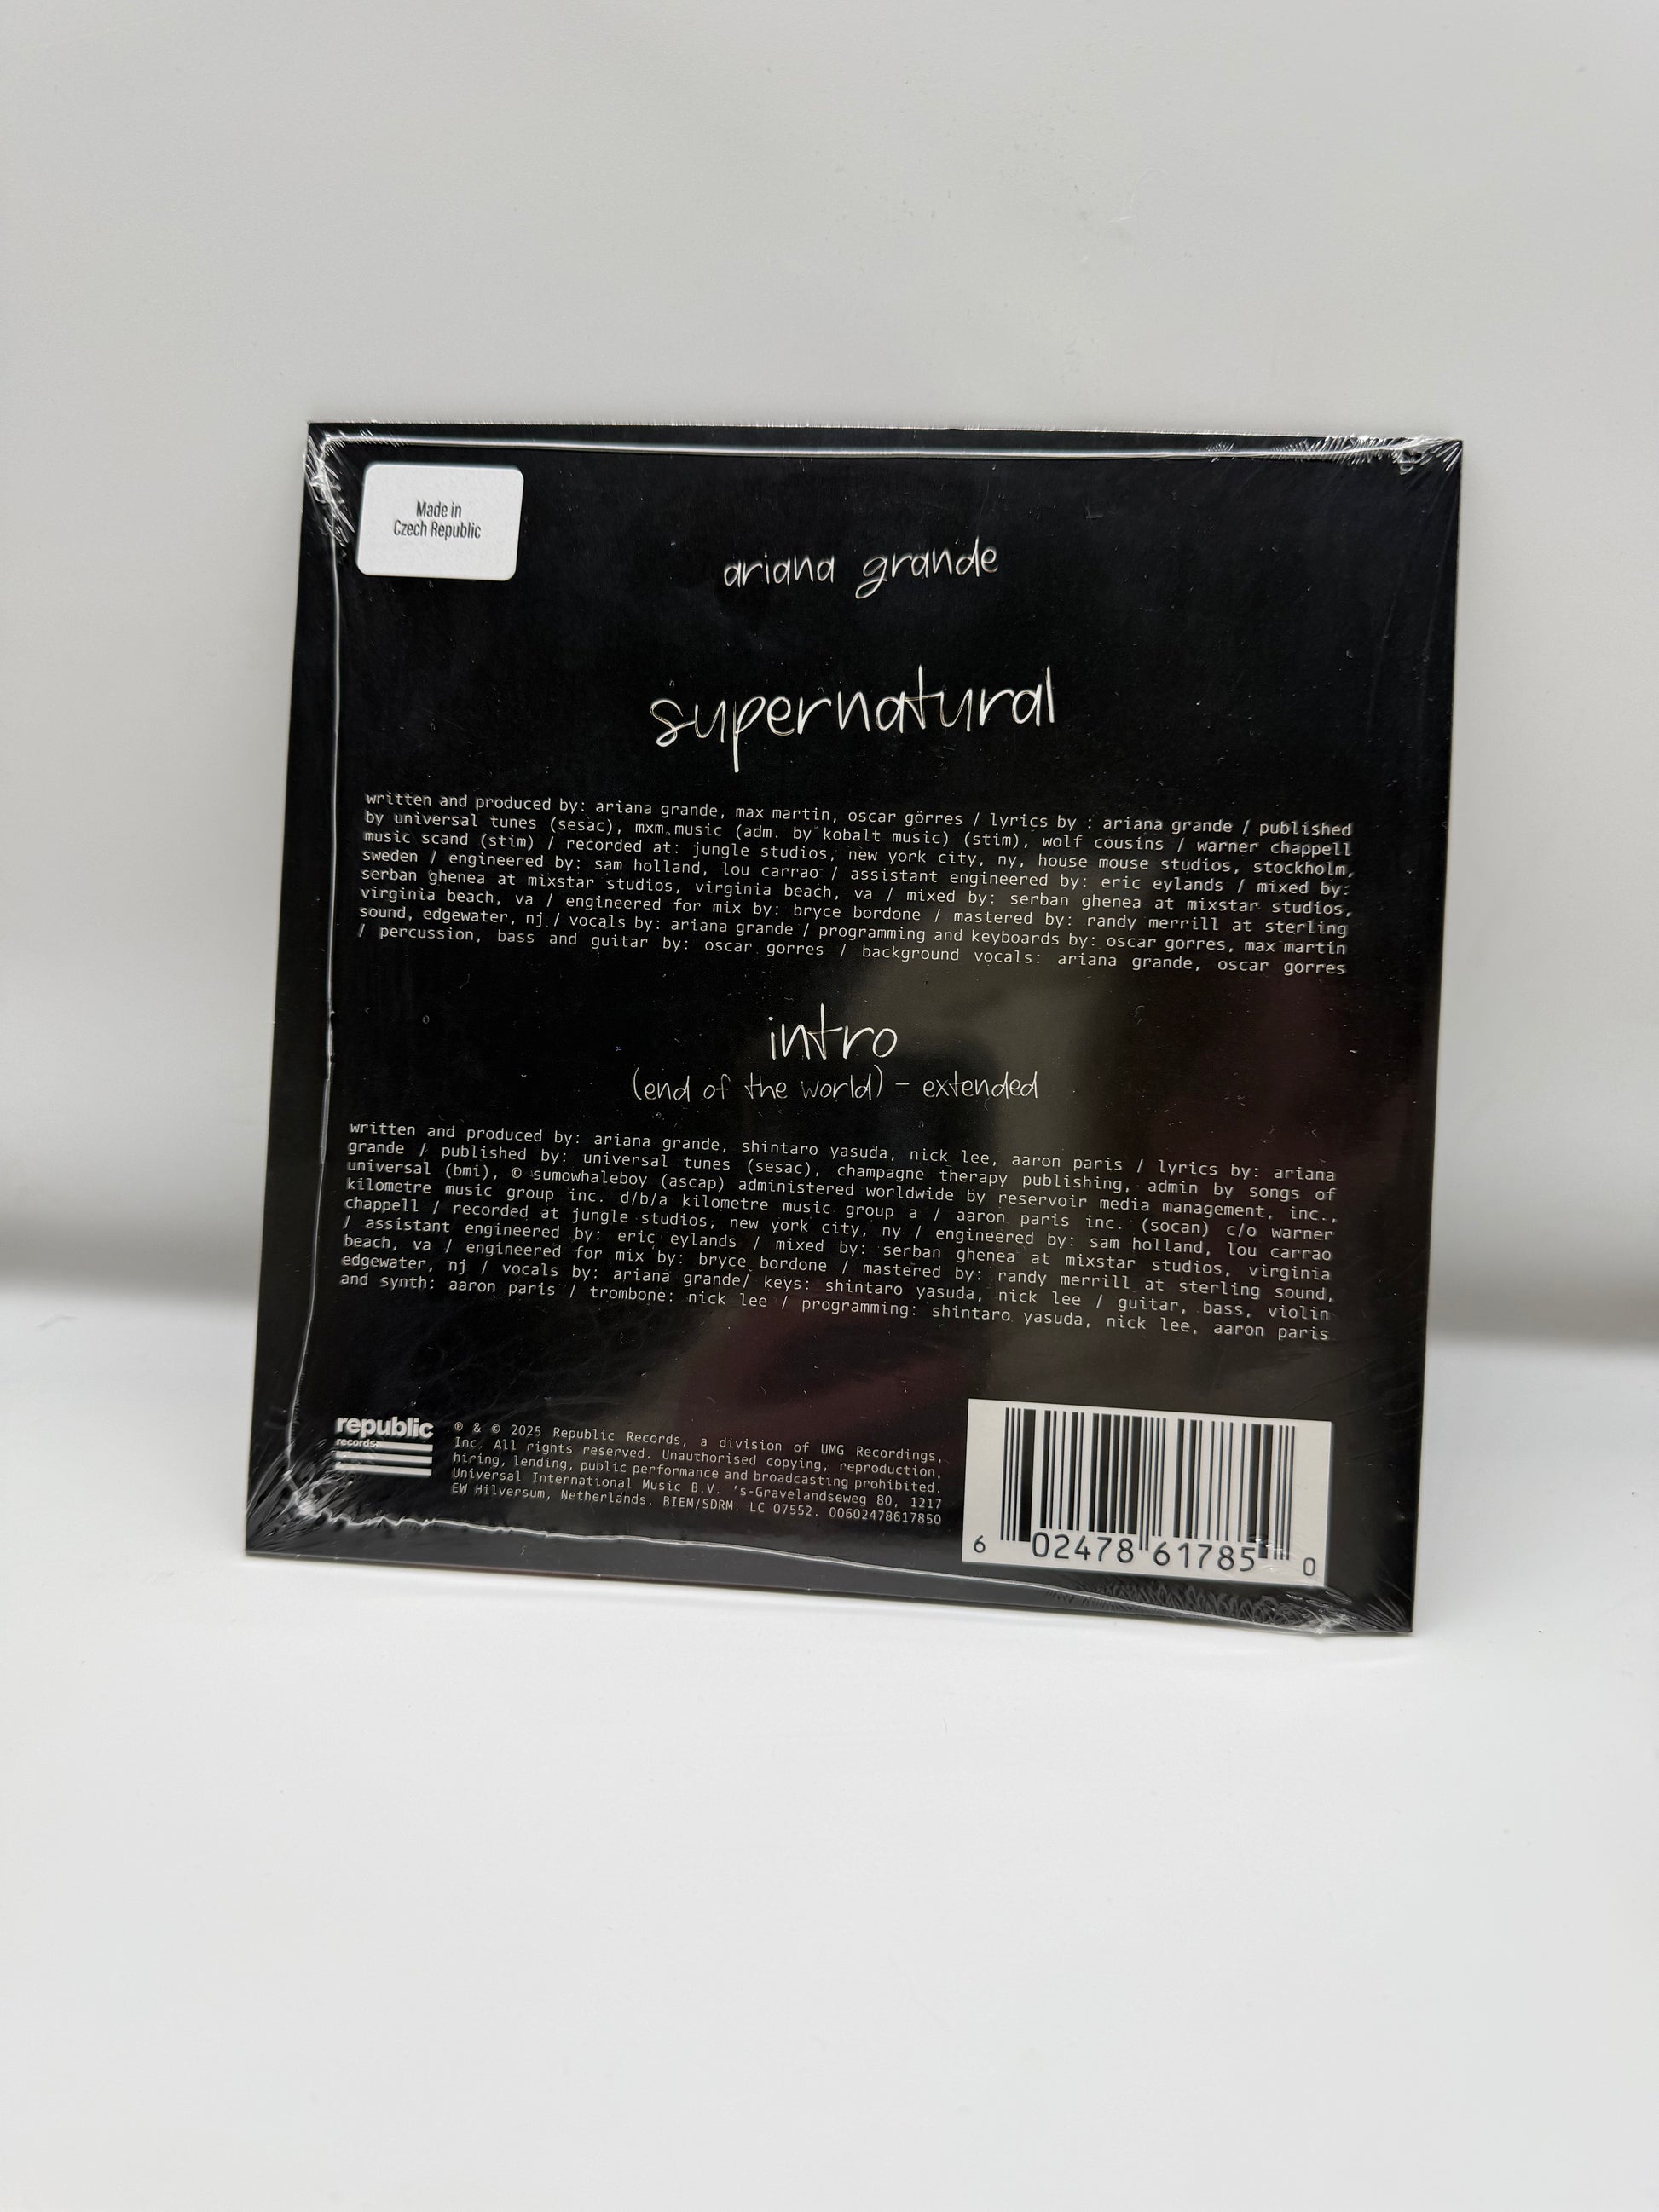 Made in
Czech Republic
ariana grande
supernatural
written and produced by: ariana grande, max martin, oscar görres / lyrics by : ariana grande / published
by universal tunes (sesac), mxm music (adm. by kobalt music) (stim), wolf cousins / warner chappell
music scand (stim) / recorded at: jungle studios, new york city, ny, house mouse studios, stockholm,
sweden / engineered by: sam holland, lou carrao / assistant engineered by: eric eylands / mixed by:
serban ghenea at mixstar studios, virginia beach, va / mixed by: serban ghenea at mixstar studios,
virginia beach, va / engineered for mix by: bryce bordone / mastered by: randy merrill at sterling
sound, edgewater, nj / vocals by: ariana grande / programming and keyboards by: oscar gorres, max martin
/ percussion, bass and guitar by: oscar gorres / background vocals: ariana grande, oscar gorres
intro
(end of the world) - extended
written and produced by: ariana grande, shintaro yasuda, nick lee, aaron paris / lyrics by: ariana
grande / published by: universal tunes (sesac), champagne therapy publishing, admin by songs of
universal (bmi), © sumowhaleboy (ascap) administered worldwide by reservoir media management, inc.,
kilometre music group inc. d/b/a kilometre music group a / aaron paris inc. (socan) c/o warner
chappell / recorded at jungle studios, new york city, ny / engineered by: sam holland, lou carrao
/ assistant engineered by: eric eylands / mixed by: serban ghenea at mixstar studios, virginia
beach, va / engineered for mix by: bryce bordone / mastered by: randy merrill at sterling sound,
edgewater, nj / vocals by: ariana grande/ keys: shintaro yasuda, nick lee / guitar, bass, violin
and synth: aaron paris / trombone: nick lee / programming: shintaro yasuda, nick lee, aaron paris
republic
records
℗ & © 2025 Republic Records, a division of UMG Recordings,
Inc. All rights reserved. Unauthorised copying, reproduction,
hiring, lending, public performance and broadcasting prohibited.
Universal International Music B.V. 's-Gravelandseweg 80, 1217
EW Hilversum, Netherlands. BIEM/SDRM. LC 07552. 00602478617850
6 02478 61785 0